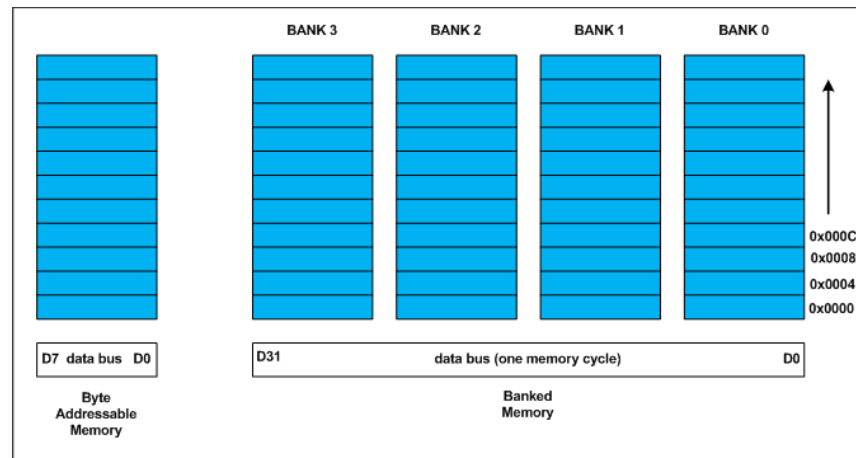 BANK 3 BANK 2 BANK 1 BANK 0
0x000C
0x0008
0x0004
0x0000
D7 data bus D0
D31 data bus (one memory cycle) D0
Byte
Addressable
Memory
Banked
Memory